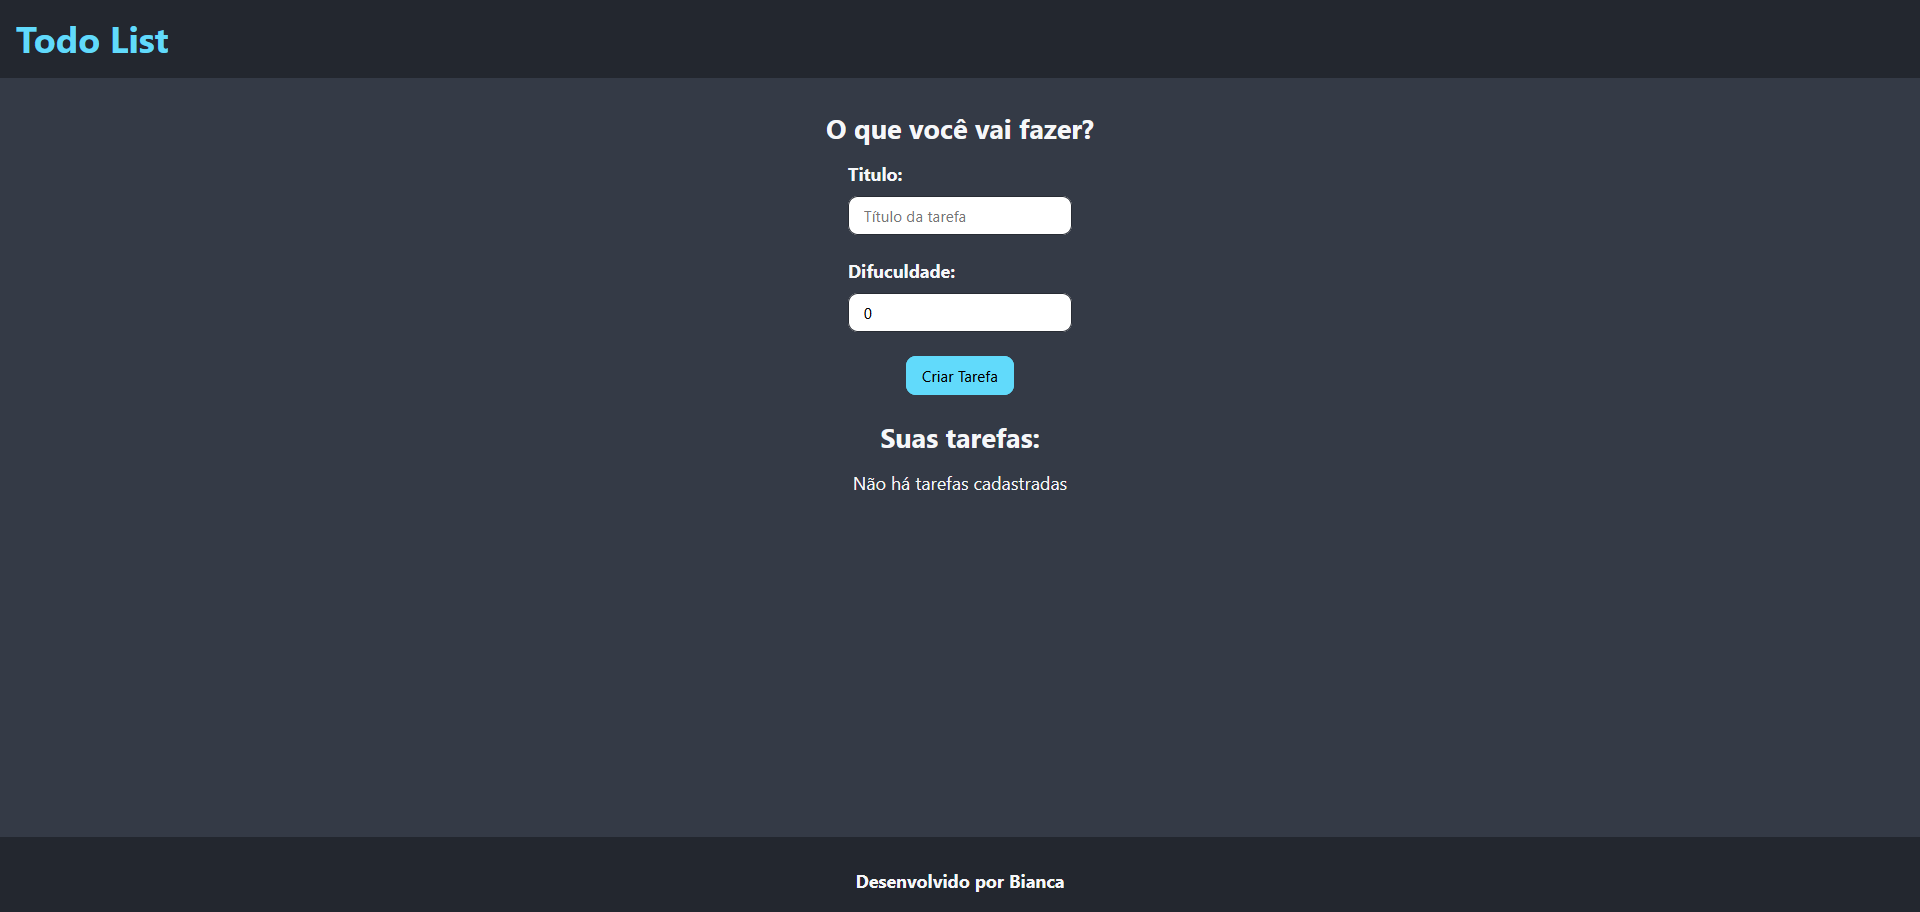 Todo List
O que você vai fazer?
Titulo:
Título da tarefa
Difuculdade:
0
Criar Tarefa
Suas tarefas:
Não há tarefas cadastradas
Desenvolvido por Bianca